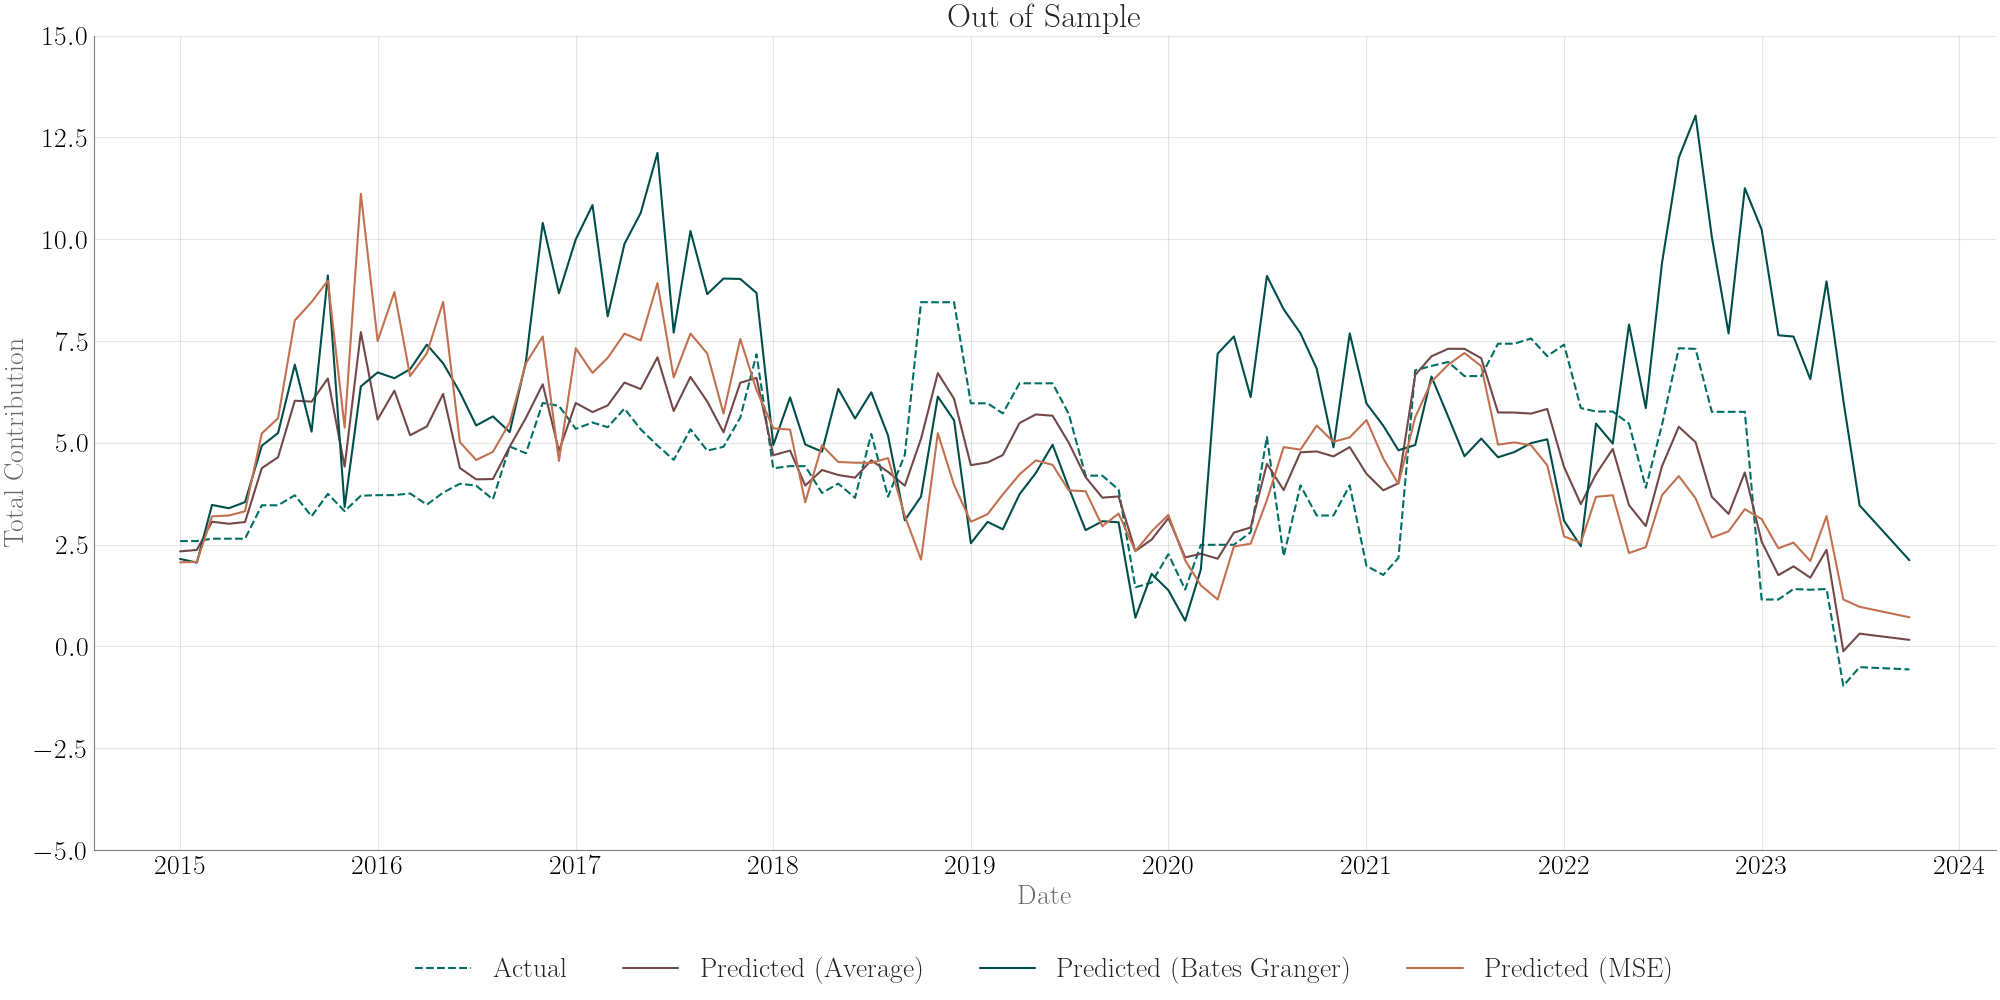 Out of Sample
Total Contribution
15.0
12.5
10.0
7.5
5.0
2.5
0.0
−2.5
−5.0
2015 2016 2017 2018 2019 2020 2021 2022 2023 2024
Date
Actual Predicted (Average) Predicted (Bates Granger) Predicted (MSE)